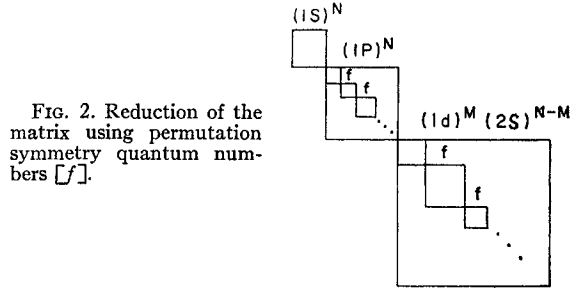 (1S)^N
(1P)^N
f
f
(1d)^M (2S)^{N-M}
f
f
FIG. 2. Reduction of the
matrix using permutation
symmetry quantum num-
bers [f].